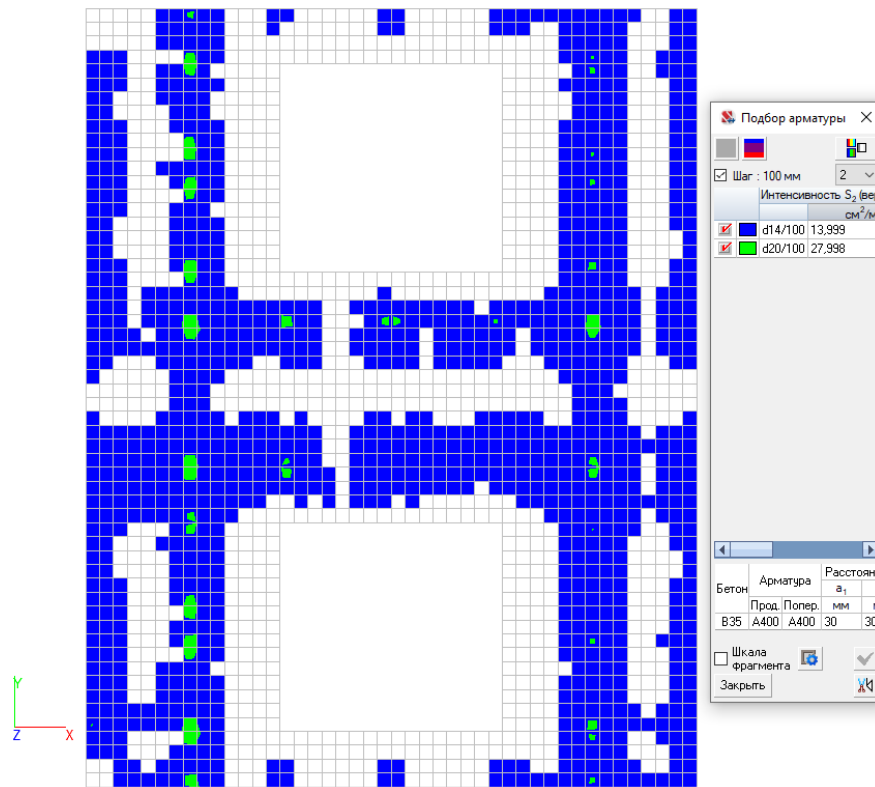 Подбор арматуры
Шаг : 100 мм
2
Интенсивность S2 (вер
см2/м
d14/100 13,999
d20/100 27,998
Бетон Арматура Расстоян
a1
Прод. Попер. мм
B35 A400 A400 30 30
Шкала
фрагмента
Закрыть
Y
Z X